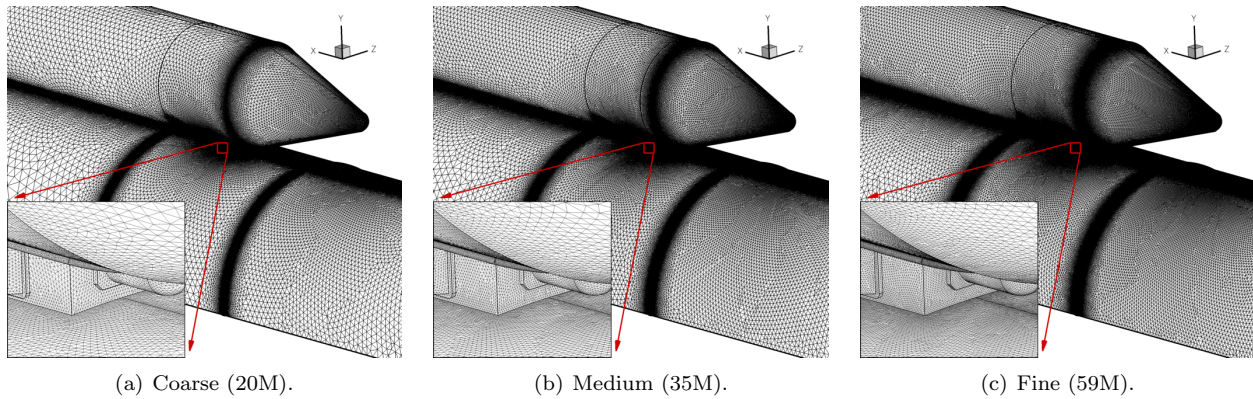 Y
X
Z
Y
X
Z
Y
X
Z
(a) Coarse (20M).
(b) Medium (35M).
(c) Fine (59M).